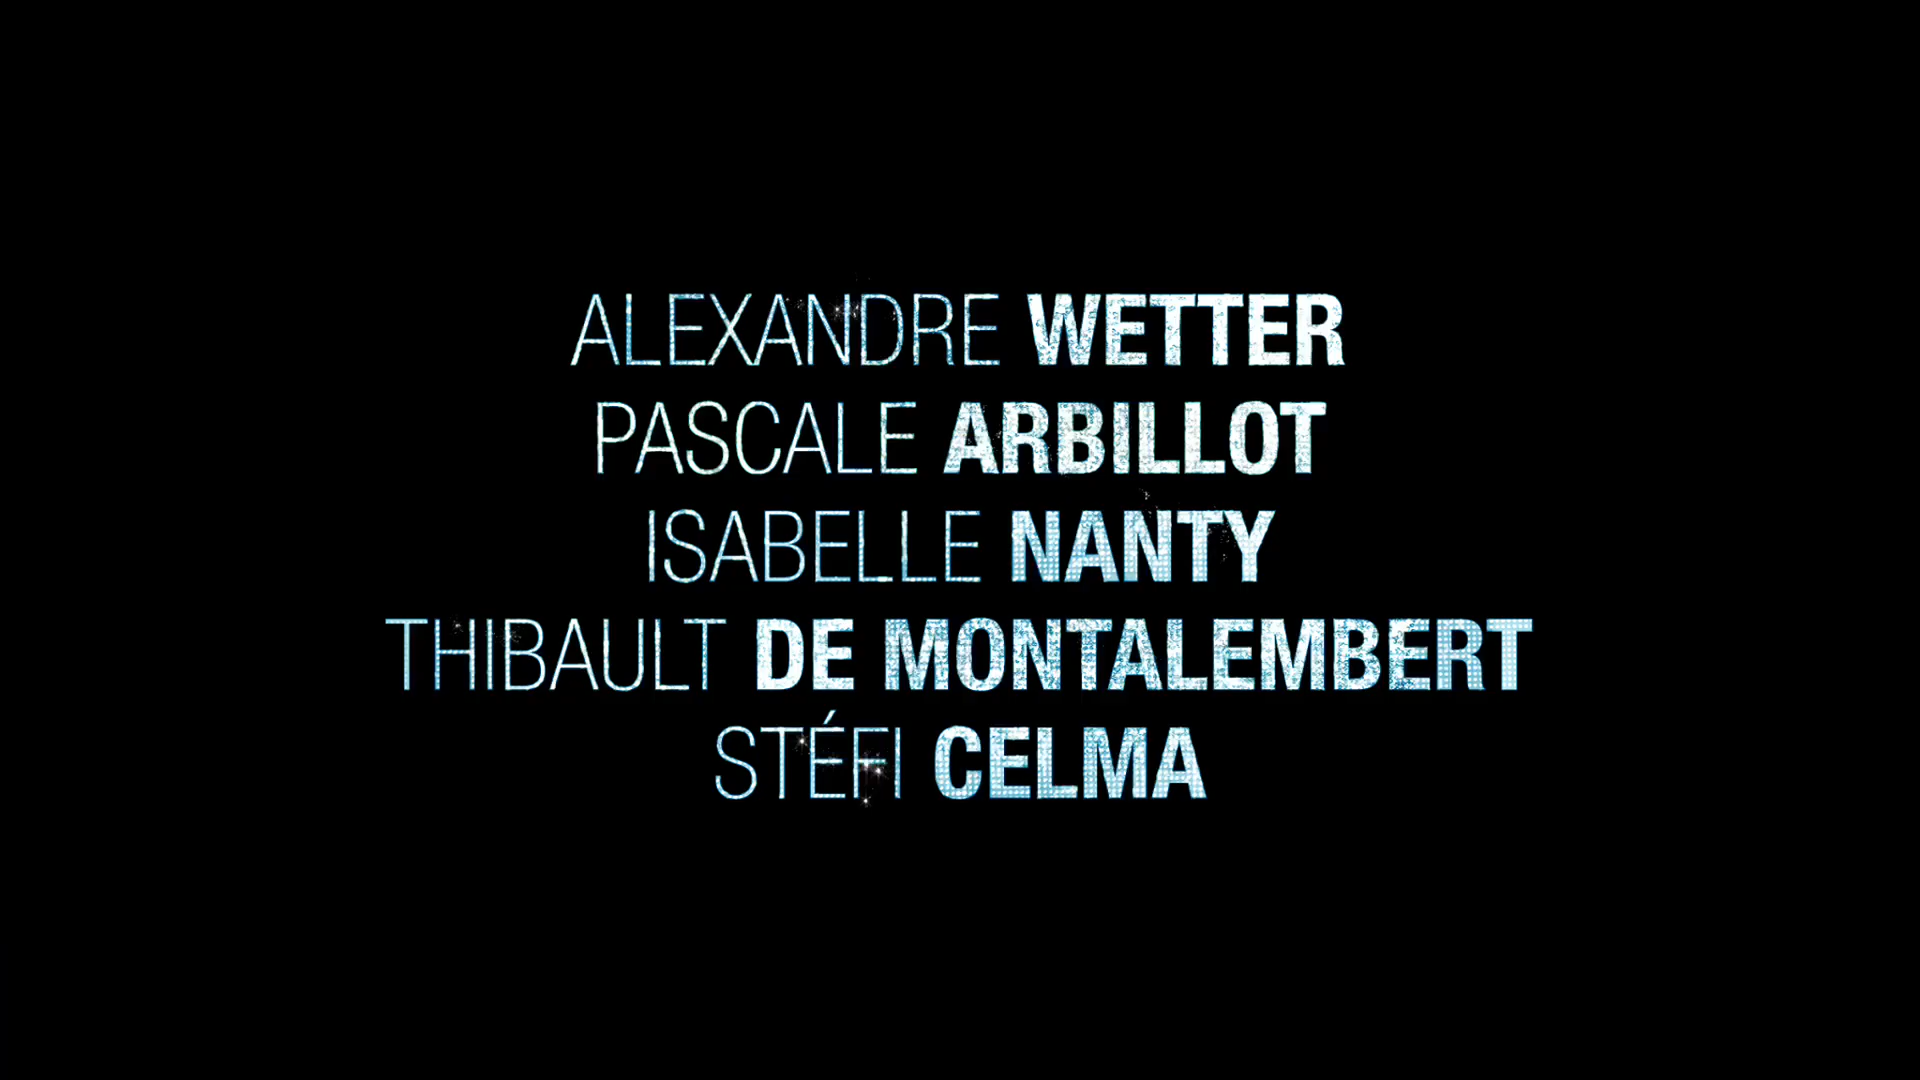 ALEXANDRE WETTER
PASCALE ARBILLOT
ISABELLE NANTY
THIBAULT DE MONTALEMBERT
STÉFI CELMA